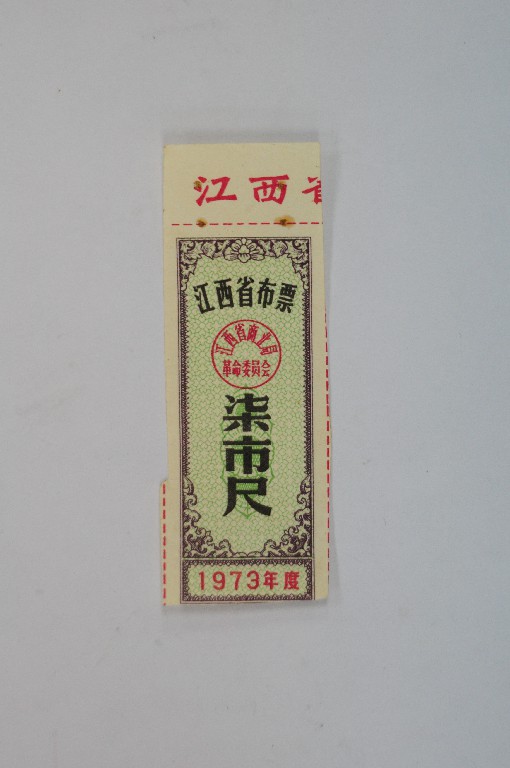 江西省
江西省布票
江西省商业局
革命委员会
柒市尺
1973年度